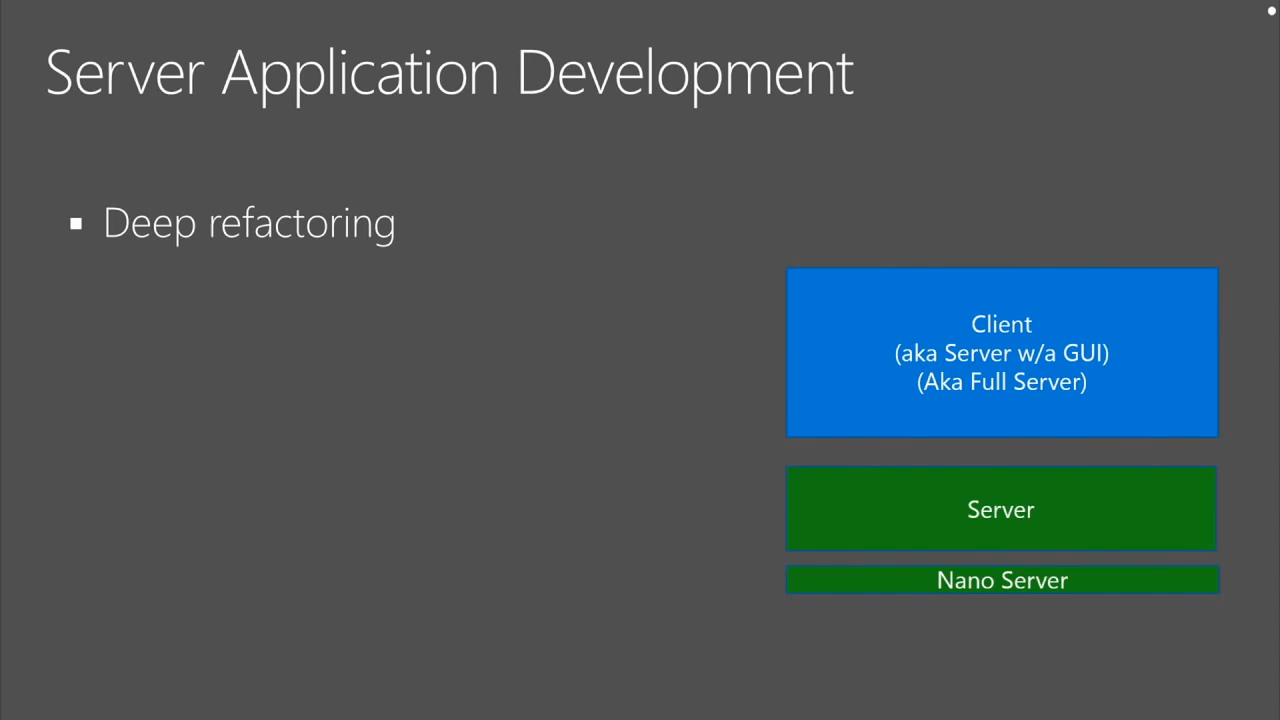 Server Application Development
Deep refactoring
Client
(aka Server w/a GUI)
(Aka Full Server)
Server
Nano Server